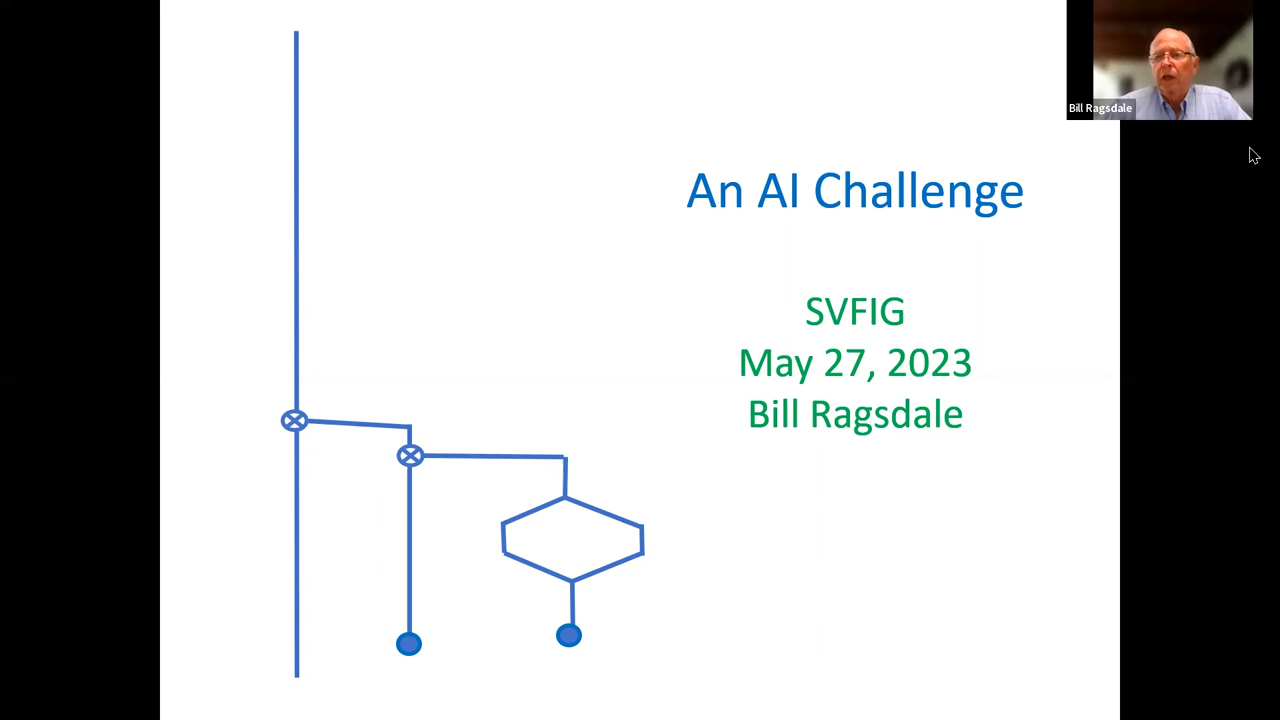 An AI Challenge
SVFIG
May 27, 2023
Bill Ragsdale
Bill Ragsdale